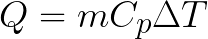 Q = mC_pΔT